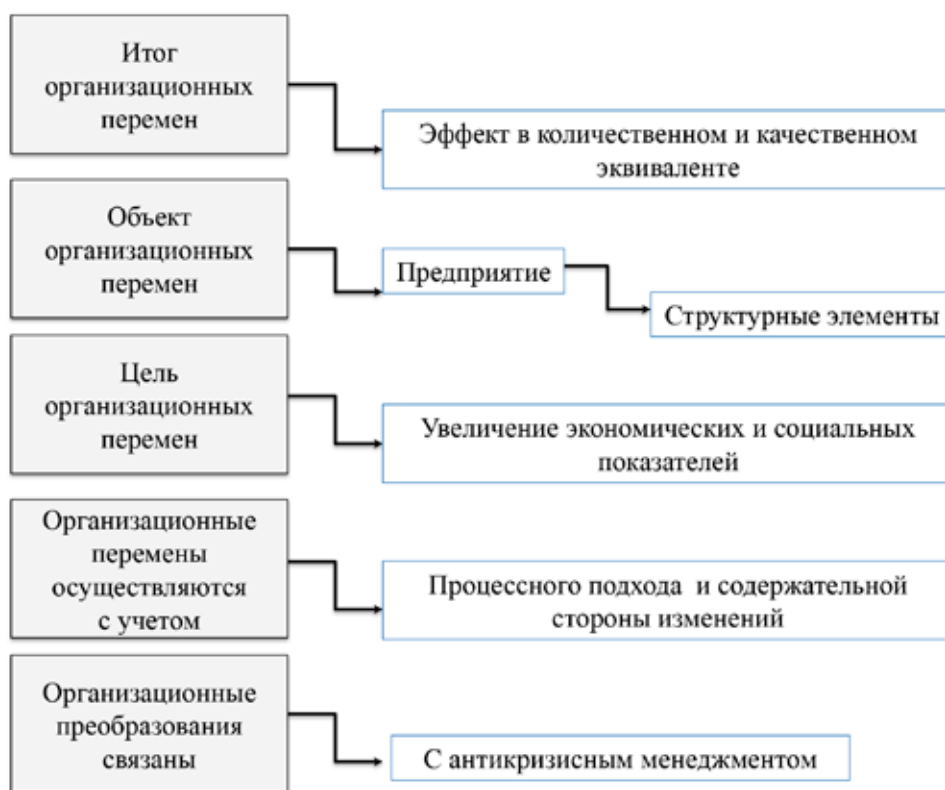 Итог
организационных
перемен
Эффект в количественном и качественном
эквиваленте
Объект
организационных
перемен
Предприятие
Структурные элементы
Цель
организационных
перемен
Увеличение экономических и социальных
показателей
Организационные
перемены
осуществляются
с учетом
Процессного подхода и содержательной
стороны изменений
Организационные
преобразования
связаны
С антикризисным менеджментом